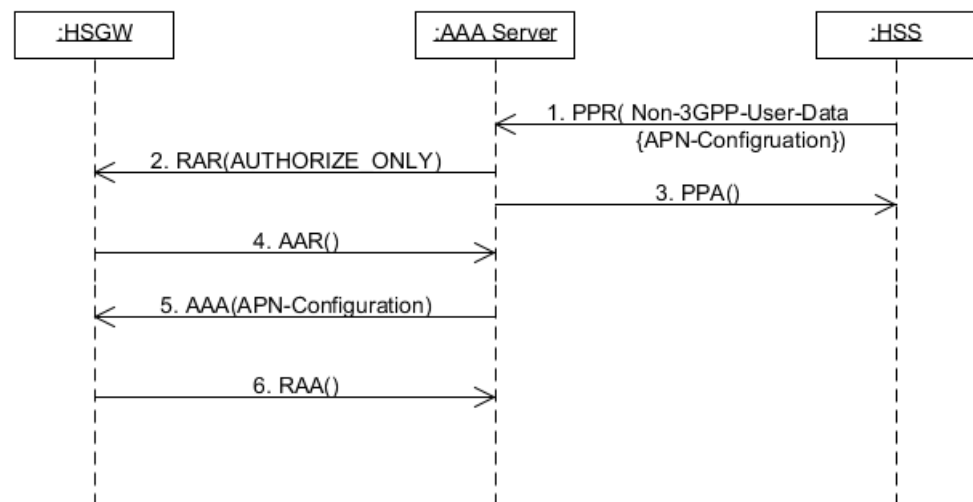 :HSGW
:AAA Server
:HSS
1. PPR( Non-3GPP-User-Data
{APN-Configruation})
2. RAR(AUTHORIZE_ONLY)
3. PPA()
4. AAR()
5. AAA(APN-Configuration)
6. RAA()